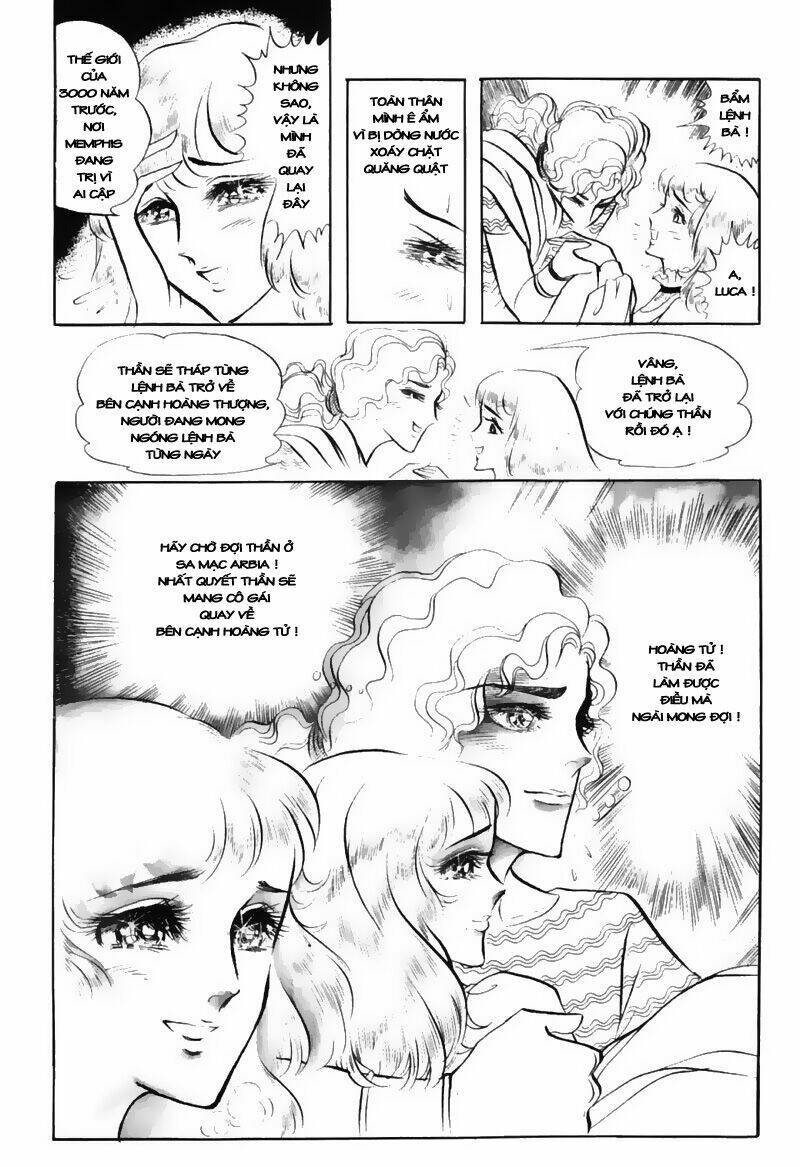 BẨM
LỆNH
BÀ !
A,
LUCA !
TOÀN THÂN
MÌNH Ê ẨM
VÌ BỊ DÒNG NƯỚC
XOÁY CHẶT
QUĂNG QUẬT
NHƯNG
KHÔNG
SAO,
VẬY LÀ
MÌNH
ĐÃ
QUAY
LẠI
ĐÂY
THẾ GIỚI
CỦA
3000 NĂM
TRƯỚC,
NƠI
MEMPHIS
ĐANG
TRỊ VÌ
AI CẬP
VÂNG,
LỆNH BÀ
ĐÃ TRỞ LẠI
VỚI CHÚNG THẦN
RỒI ĐÓ Ạ !
THẦN SẼ THÁP TÙNG
LỆNH BÀ TRỞ VỀ
BÊN CẠNH HOÀNG THƯỢNG,
NGƯỜI ĐANG MONG
NGÓNG LỆNH BÀ
TỪNG NGÀY
HOÀNG TỬ !
THẦN ĐÃ
LÀM ĐƯỢC
ĐIỀU MÀ
NGÀI MONG ĐỢI !
HÃY CHỜ ĐỢI THẦN Ở
SA MẠC ARBIA !
NHẤT QUYẾT THẦN SẼ
MANG CÔ GÁI
QUAY VỀ
BÊN CẠNH HOÀNG TỬ !